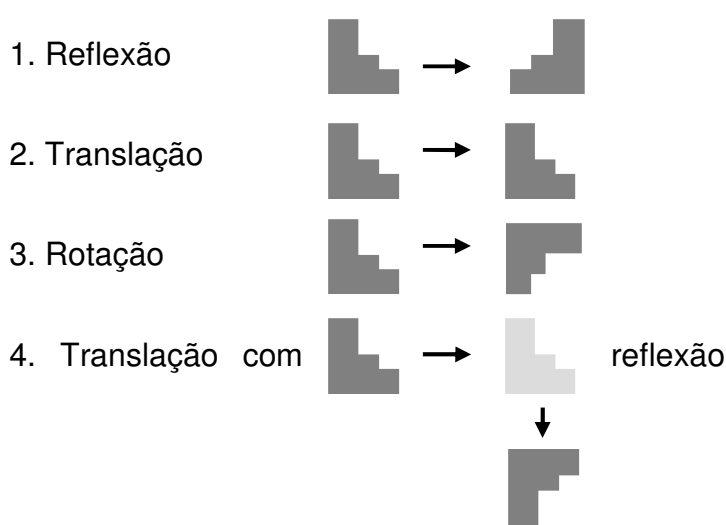 1. Reflexão
2. Translação
3. Rotação
4. Translação com reflexão